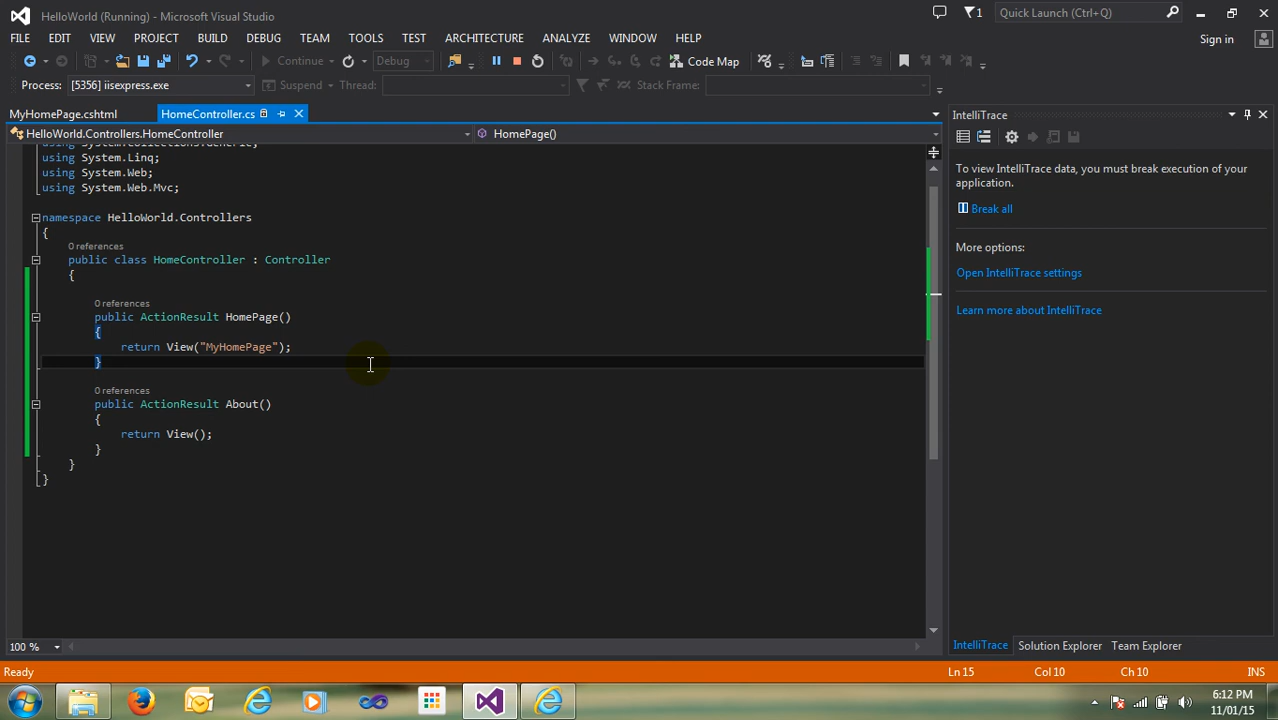 HelloWorld (Running) - Microsoft Visual Studio
1
Quick Launch (Ctrl+Q)
FILE EDIT VIEW PROJECT BUILD DEBUG TEAM TOOLS TEST ARCHITECTURE ANALYZE WINDOW HELP
Sign in
Continue Debug Code Map
Process: [5356] iisexpress.exe Suspend Thread: Stack Frame:
MyHomePage.cshtml HomeController.cs
HelloWorld.Controllers.HomeController HomePage()
using System.Collections.Generic;
using System.Linq;
using System.Web;
using System.Web.Mvc;
namespace HelloWorld.Controllers
{
0 references
public class HomeController : Controller
{
0 references
public ActionResult HomePage()
{
return View("MyHomePage");
}
0 references
public ActionResult About()
{
return View();
}
}
}
IntelliTrace
To view IntelliTrace data, you must break execution of your
application.
Break all
More options:
Open IntelliTrace settings
Learn more about IntelliTrace
100 %
IntelliTrace Solution Explorer Team Explorer
Ready Ln 15 Col 10 Ch 10 INS
6:12 PM
11/01/15